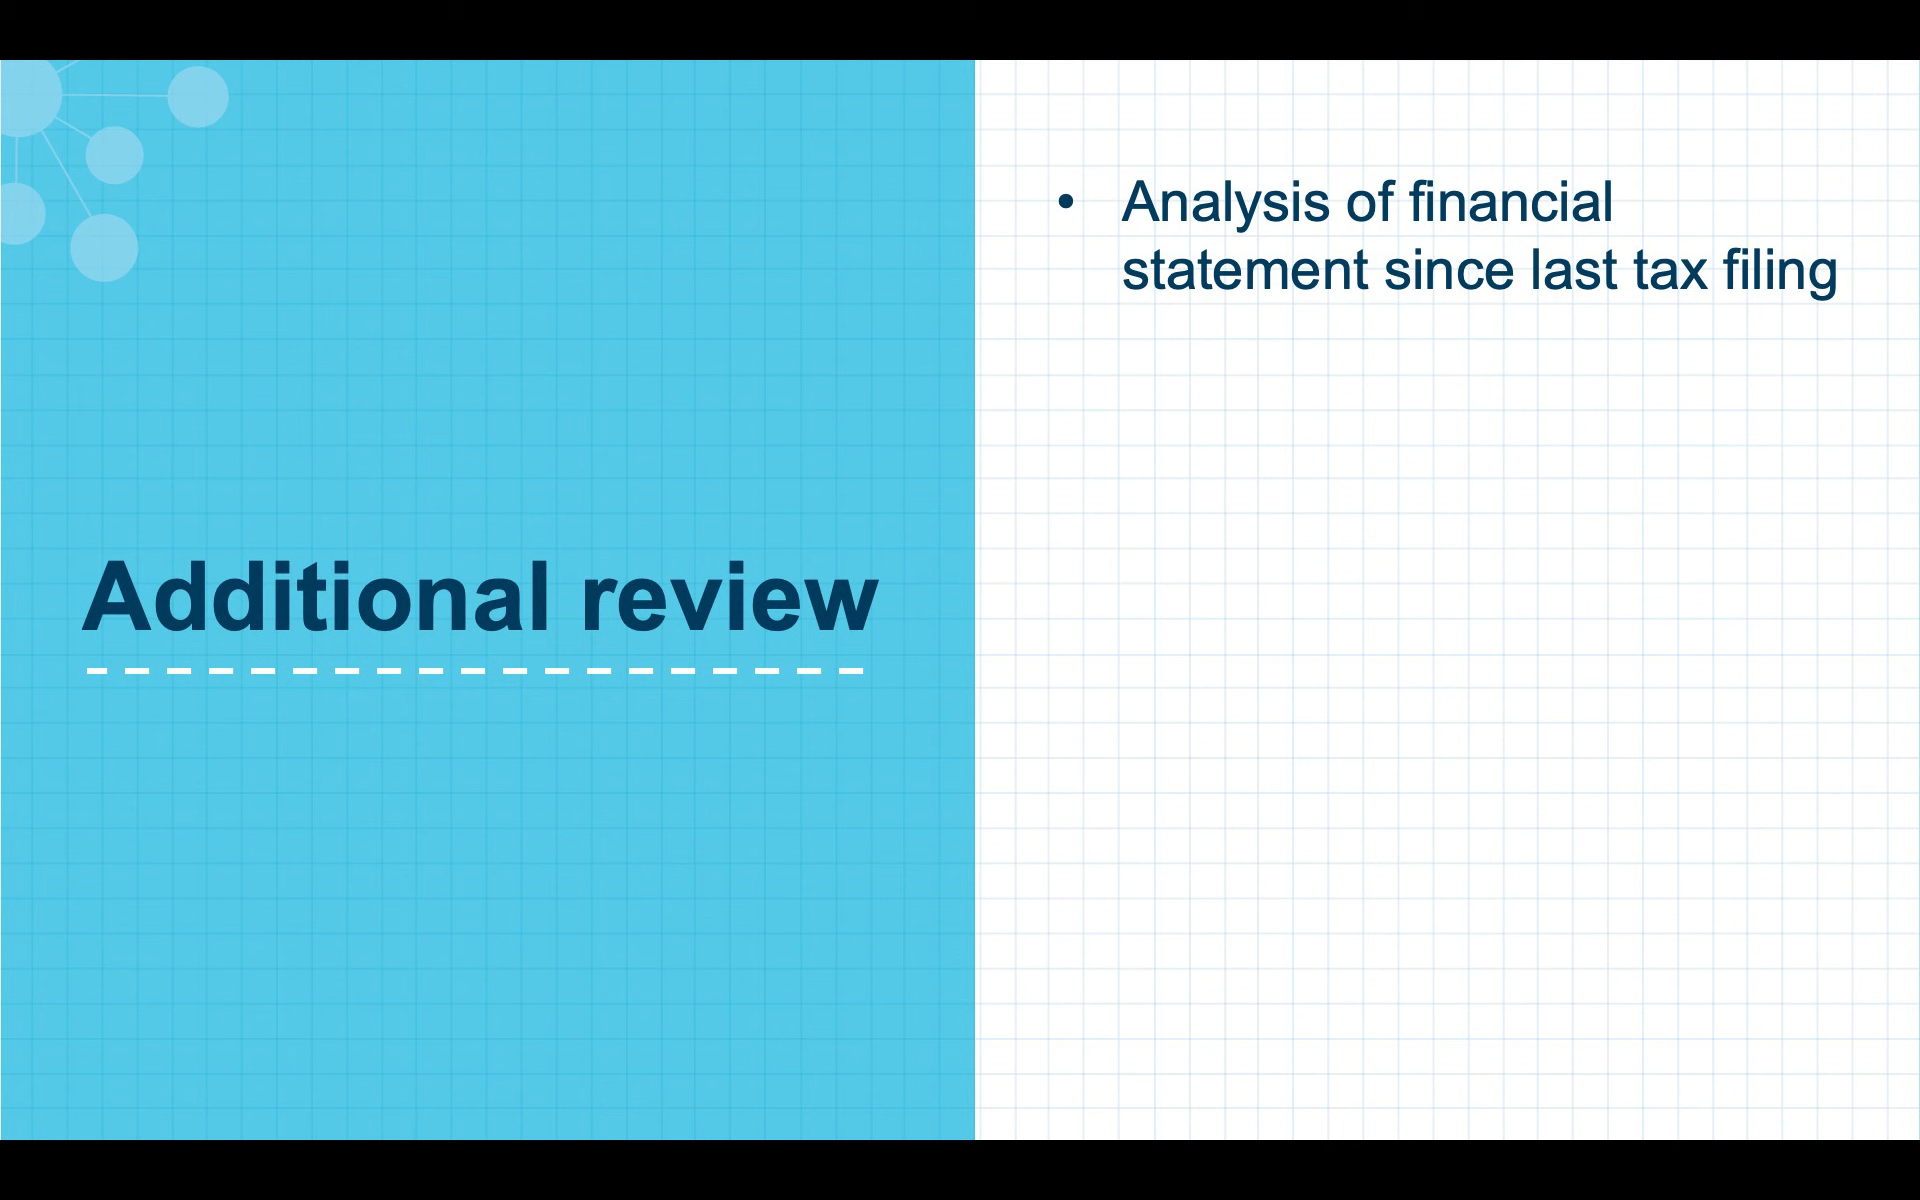 Additional review
• Analysis of financial
statement since last tax filing